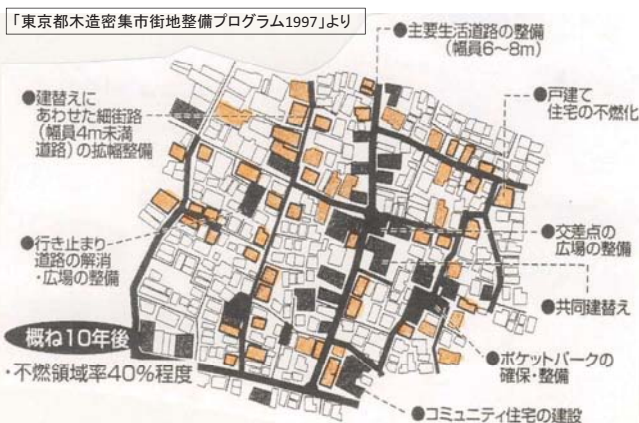 「東京都木造密集市街地整備プログラム1997」より
●主要生活道路の整備
(幅員6〜8m)
●建替えに
あわせた細街路
(幅員4m未満
道路)の拡幅整備
●戸建て
住宅の不燃化
●行き止まり
道路の解消
・広場の整備
●交差点の
広場の整備
●共同建替え
概ね10年後
・不燃領域率40%程度
●ポケットパークの
確保・整備
●コミュニティ住宅の建設